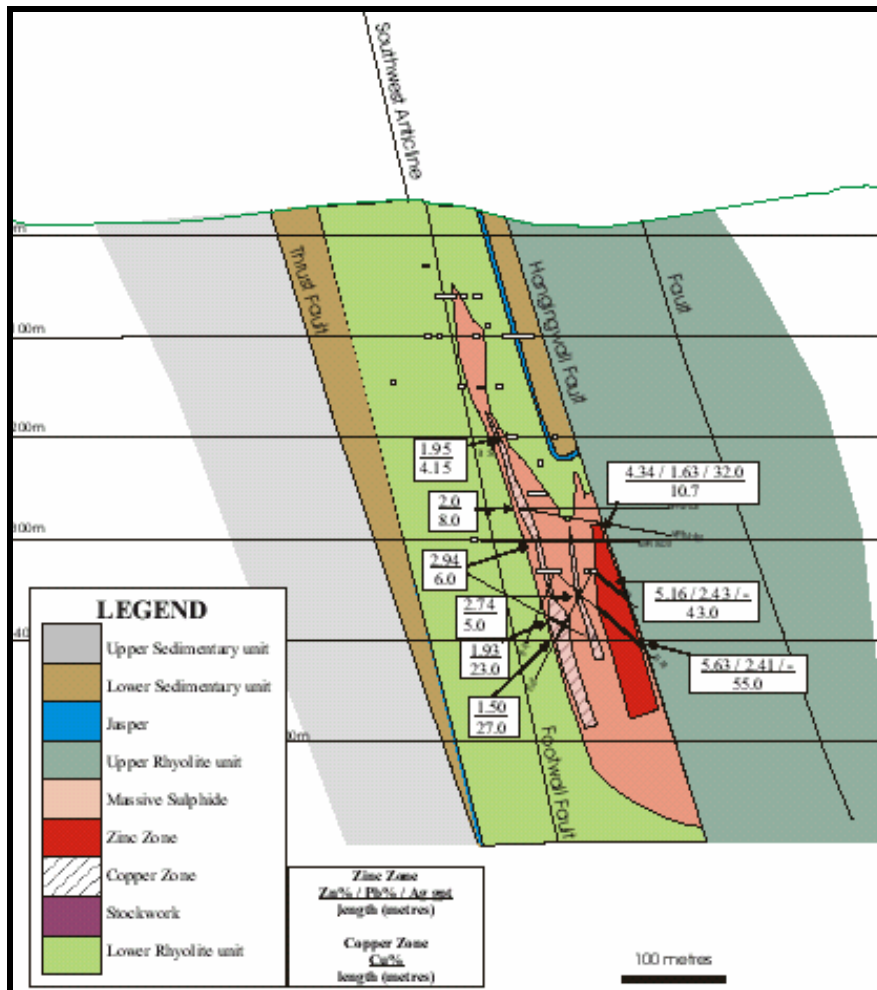 Southwest Anticline
Thrust Fault
Hangingwall Fault
Fault
100m
200m
1.95
4.15
4.34 / 1.63 / 32.0
10.7
2.0
8.0
2.94
6.0
5.16 / 2.43 / -
43.0
2.74
5.0
1.93
23.0
5.63 / 2.41 / -
55.0
1.50
27.0
Footwall Fault
LEGEND
Upper Sedimentary unit
Lower Sedimentary unit
Jasper
Upper Rhyolite unit
Massive Sulphide
Zinc Zone
Copper Zone
Stockwork
Lower Rhyolite unit
Zinc Zone
Zn% / Pb% / Ag gpt
length (metres)
Copper Zone
Cu%
length (metres)
100 metres